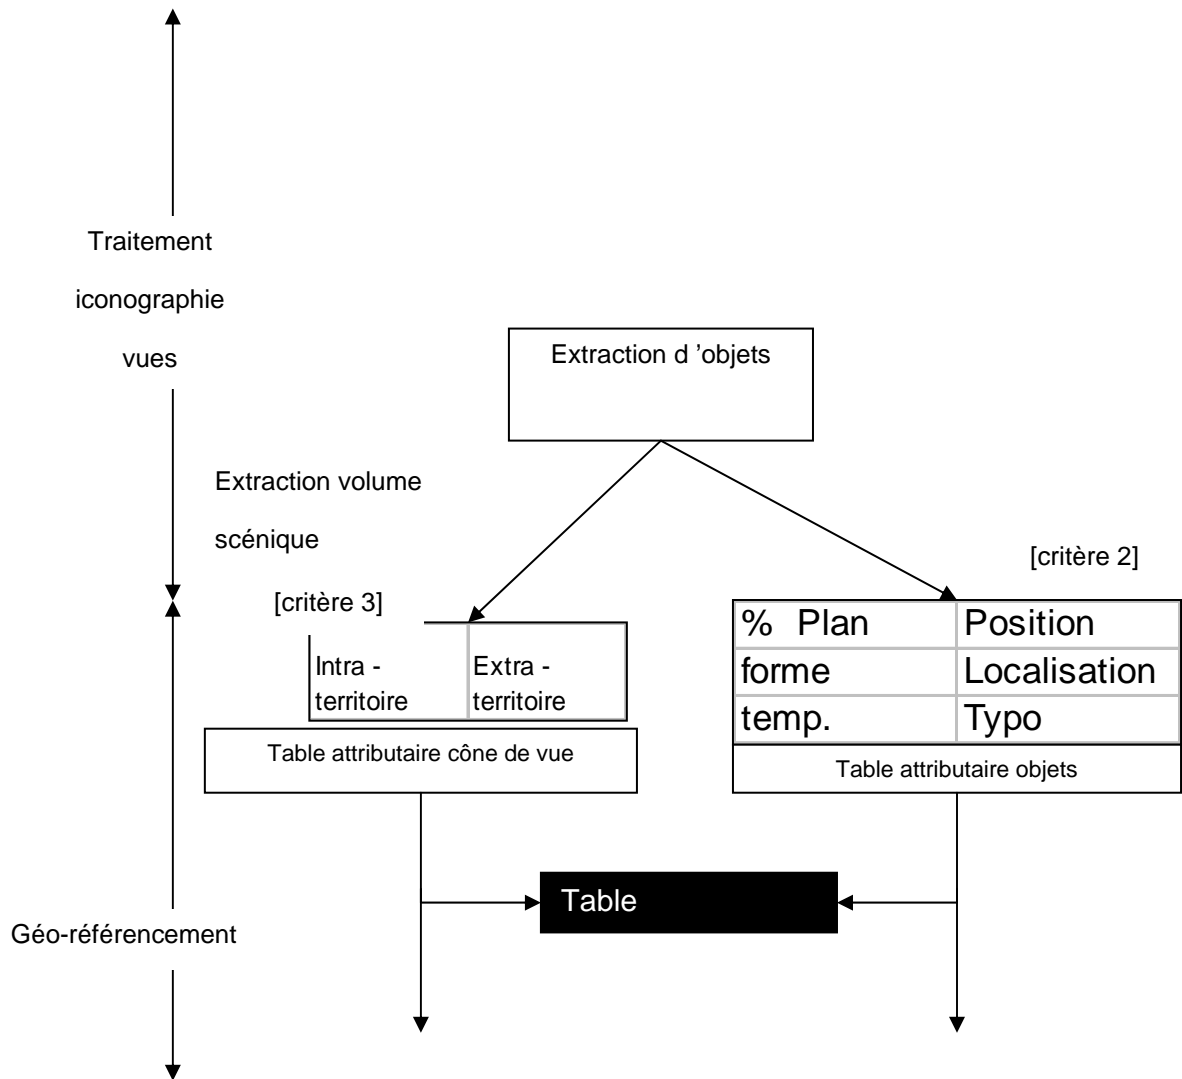 Traitement
iconographie
vues
Extraction d ’objets
Extraction volume
scénique
[critère 2]
[critère 3]
% Plan Position
forme Localisation
temp. Typo
Intra - Extra -
territoire territoire
Table attributaire cône de vue
Table attributaire objets
Table
Géo-référencement